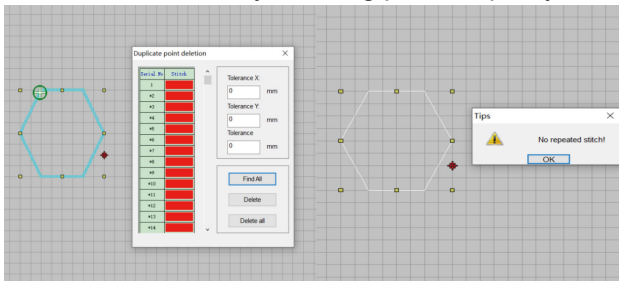 Duplicate point deletion
Serial No Stitch
1
*2
*3
*4
*5
*6
*7
*8
*9
*10
*11
*12
*13
*14
Tolerance X:
0 mm
Tolerance Y:
0 mm
Tolerance
0 mm
Find All
Delete
Delete all
Tips
No repeated stitch!
OK